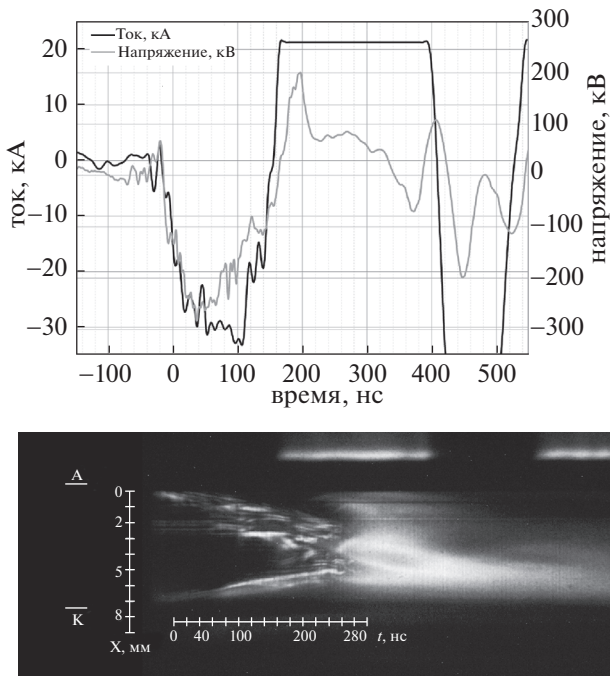 Ток, кА
Напряжение, кВ
ток, кА
20
10
0
−10
−20
−30
300
200
100
0
−100
−200
−300
напряжение, кВ
−100 0 100 200 300 400 500
время, нс
А
0
2
5
6
К
8
X, мм
0 40 100 200 280 t, нс